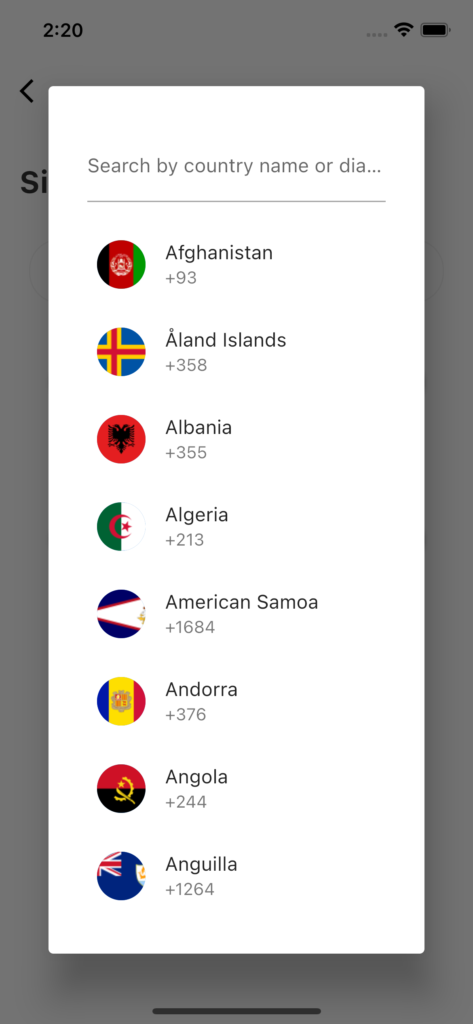 2:20
Si
Search by country name or dia...
Afghanistan
+93
Åland Islands
+358
Albania
+355
Algeria
+213
American Samoa
+1684
Andorra
+376
Angola
+244
Anguilla
+1264